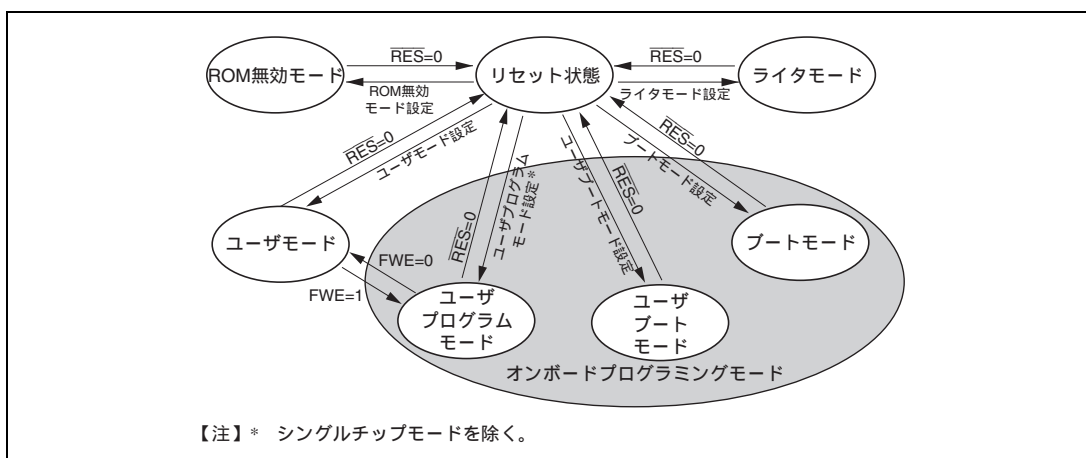 RES=0
ROM無効モード
リセット状態
RES=0
ライタモード
ROM無効
モード設定
ライタモード設定
RES=0
ユーザモード設定
RES=0
ユーザプログラム
モード設定*
ユーザブートモード設定
RES=0
RES=0
ブートモード設定
ユーザモード
ブートモード
FWE=0
FWE=1
ユーザ
プログラム
モード
ユーザ
ブート
モード
オンボードプログラミングモード
【注】* シングルチップモードを除く。